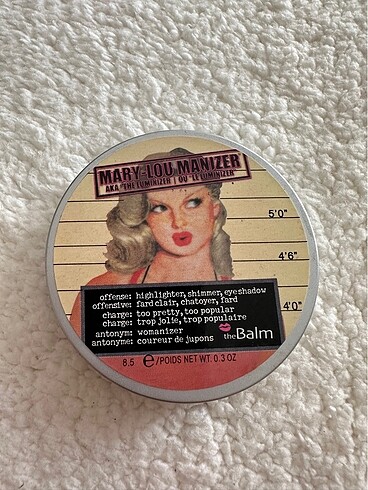 MARY-LOU MANIZER
AKA "THE LUMINIZER" | OU "LE LUMINIZER"
5'0"
4'6"
4'0"
offense: highlighter, shimmer, eyeshadow
offensive: fard clair, chatoyer, fard
charge: too pretty, too popular
charge: trop jolie, trop populaire
antonym: womanizer
antonyme: coureur de jupons
theBalm
8.5 e/POIDS NET WT. 0.3 OZ